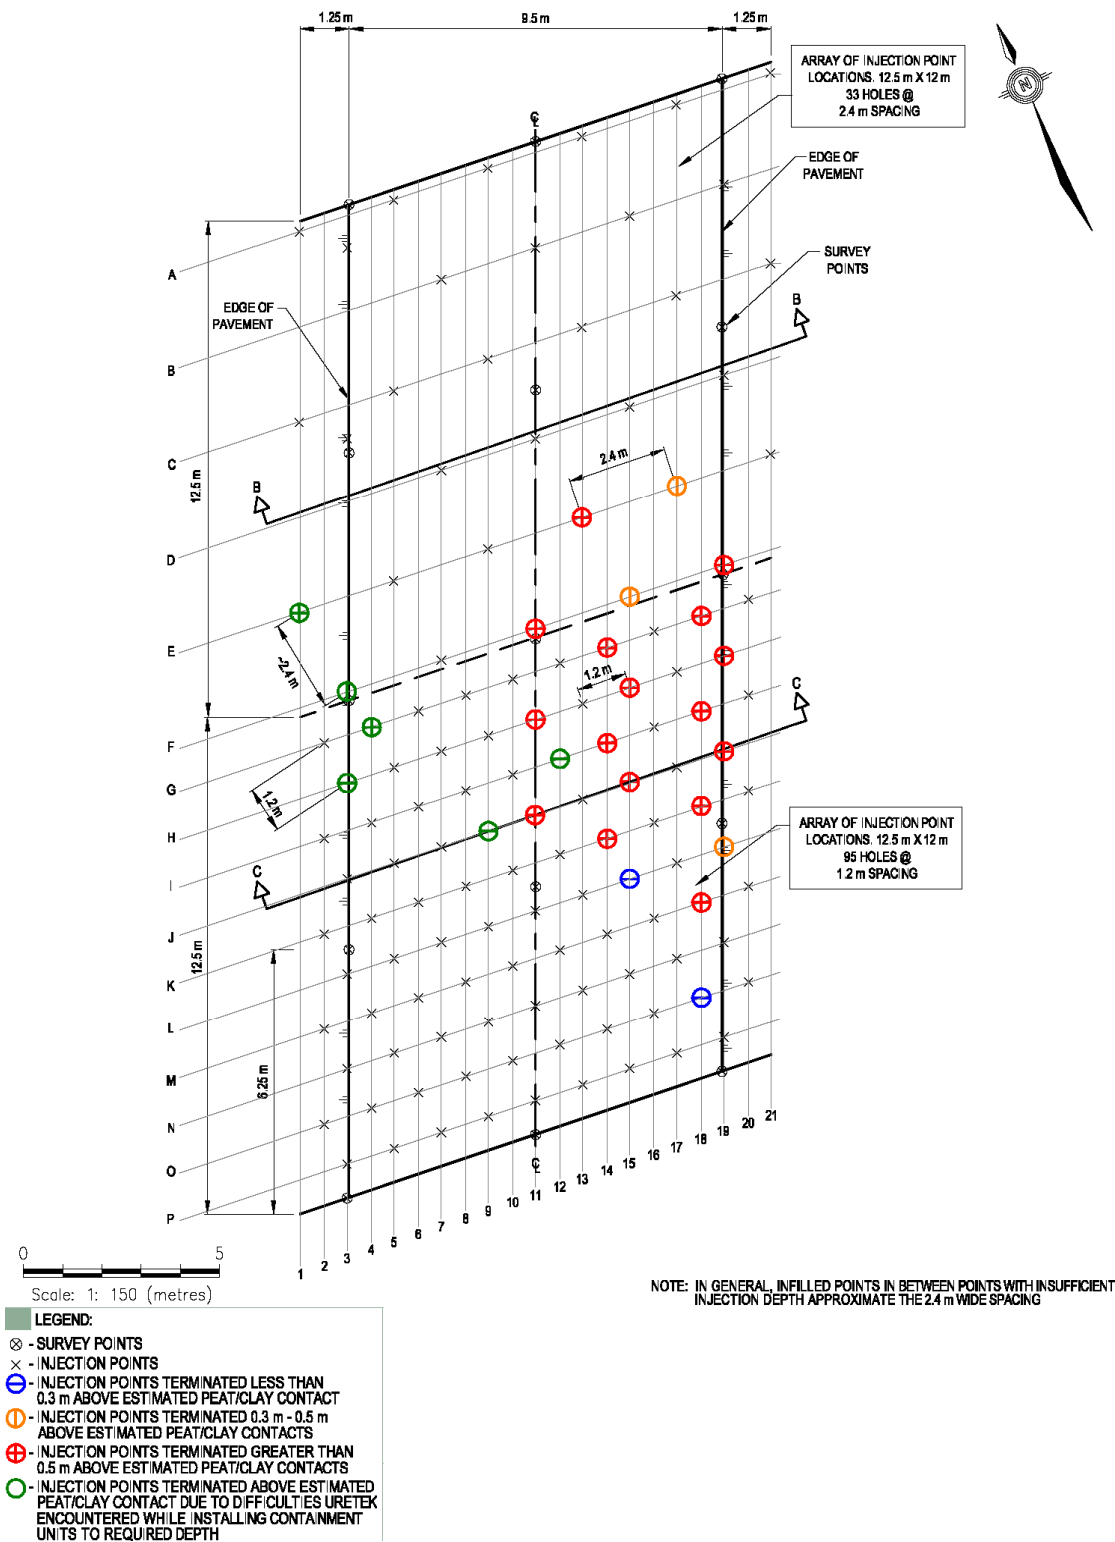 1.25 m
9.5 m
1.25 m
ARRAY OF INJECTION POINT
LOCATIONS. 12.5 m X 12 m
33 HOLES @
2.4 m SPACING
N
EDGE OF
PAVEMENT
SURVEY
POINTS
EDGE OF
PAVEMENT
A
B
C
D
E
F
G
H
I
J
K
L
M
N
O
P
B
B
C
C
12.5 m
12.5 m
6.25 m
2.4 m
~2.4 m
1.2 m
1.2 m
ARRAY OF INJECTION POINT
LOCATIONS. 12.5 m X 12 m
95 HOLES @
1.2 m SPACING
1
2
3
4
5
6
7
8
9
10
11
12
13
14
15
16
17
18
19
20
21
℄
℄
0 5
Scale: 1: 150 (metres)
NOTE: IN GENERAL, INFILLED POINTS IN BETWEEN POINTS WITH INSUFFICIENT
INJECTION DEPTH APPROXIMATE THE 2.4 m WIDE SPACING
LEGEND:
- SURVEY POINTS
- INJECTION POINTS
- INJECTION POINTS TERMINATED LESS THAN
0.3 m ABOVE ESTIMATED PEAT/CLAY CONTACT
- INJECTION POINTS TERMINATED 0.3 m - 0.5 m
ABOVE ESTIMATED PEAT/CLAY CONTACTS
- INJECTION POINTS TERMINATED GREATER THAN
0.5 m ABOVE ESTIMATED PEAT/CLAY CONTACTS
- INJECTION POINTS TERMINATED ABOVE ESTIMATED
PEAT/CLAY CONTACT DUE TO DIFFICULTIES URETEK
ENCOUNTERED WHILE INSTALLING CONTAINMENT
UNITS TO REQUIRED DEPTH